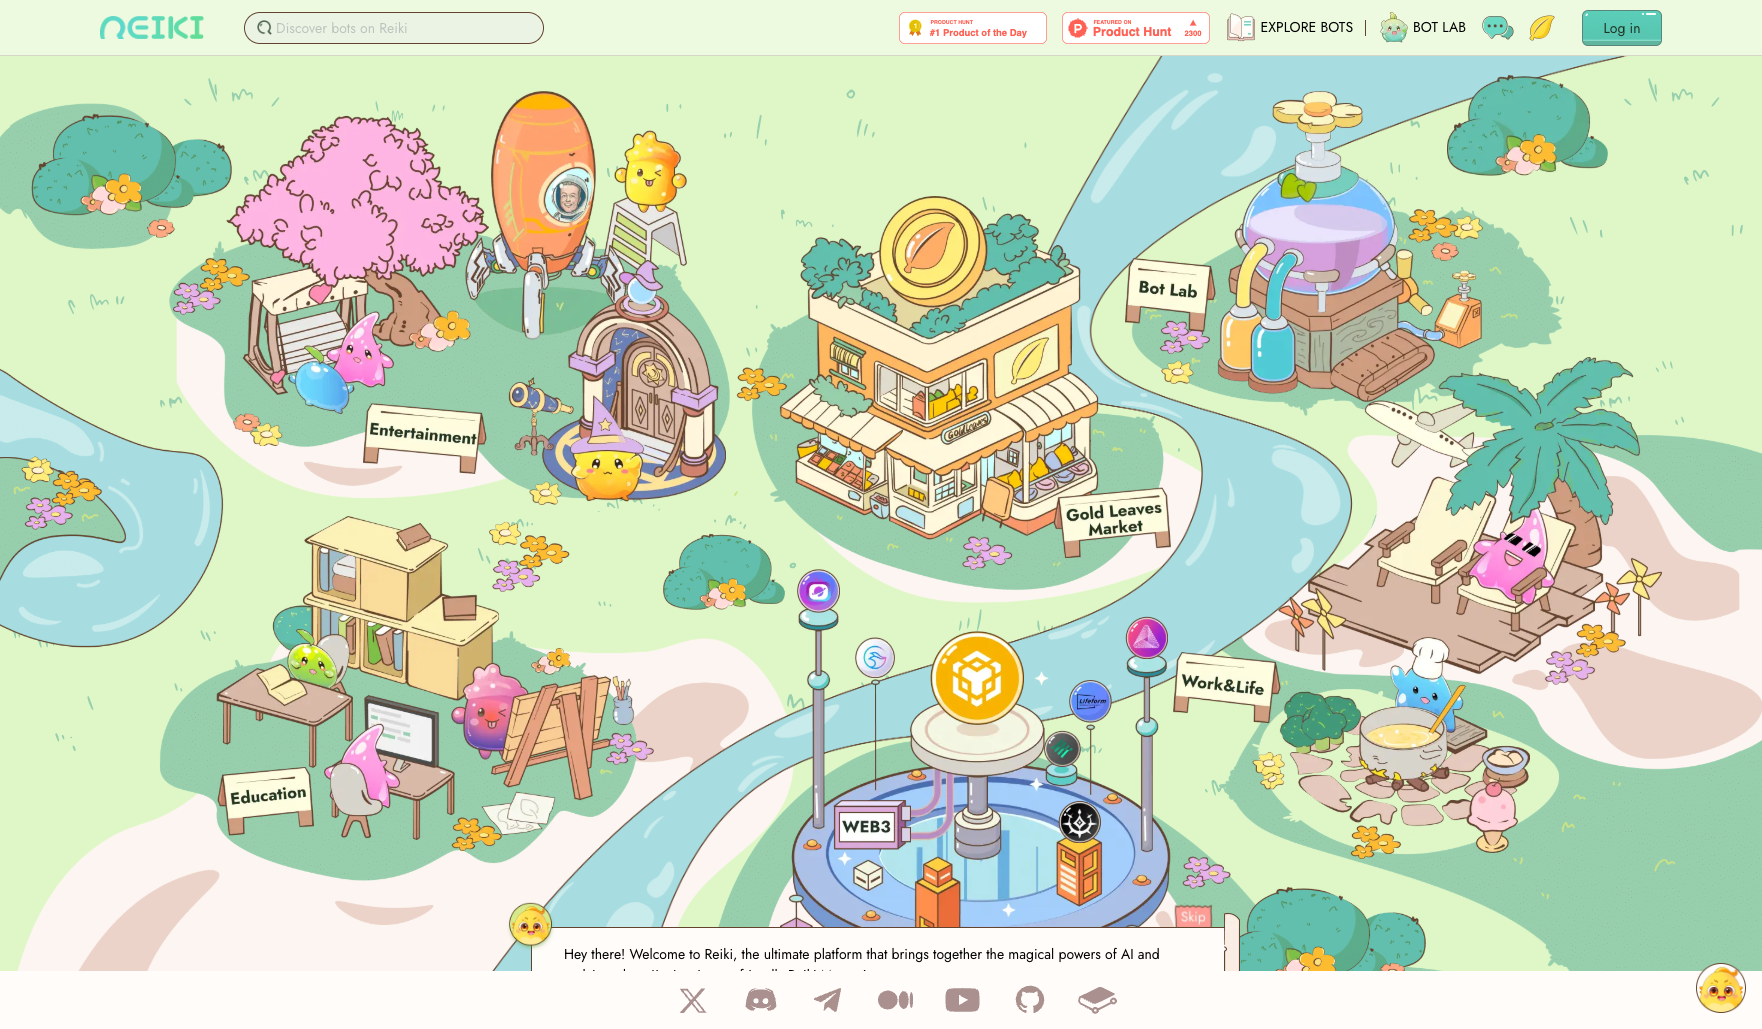 REIKI
Discover bots on Reiki
PRODUCT HUNT
#1 Product of the Day
FEATURED ON
Product Hunt
2300
EXPLORE BOTS
BOT LAB
Log in
Bot Lab
Entertainment
GOLD LEAVES
Gold Leaves
Market
Work&Life
Lifeform
Education
WEB3
Skip
Hey there! Welcome to Reiki, the ultimate platform that brings together the magical powers of AI and